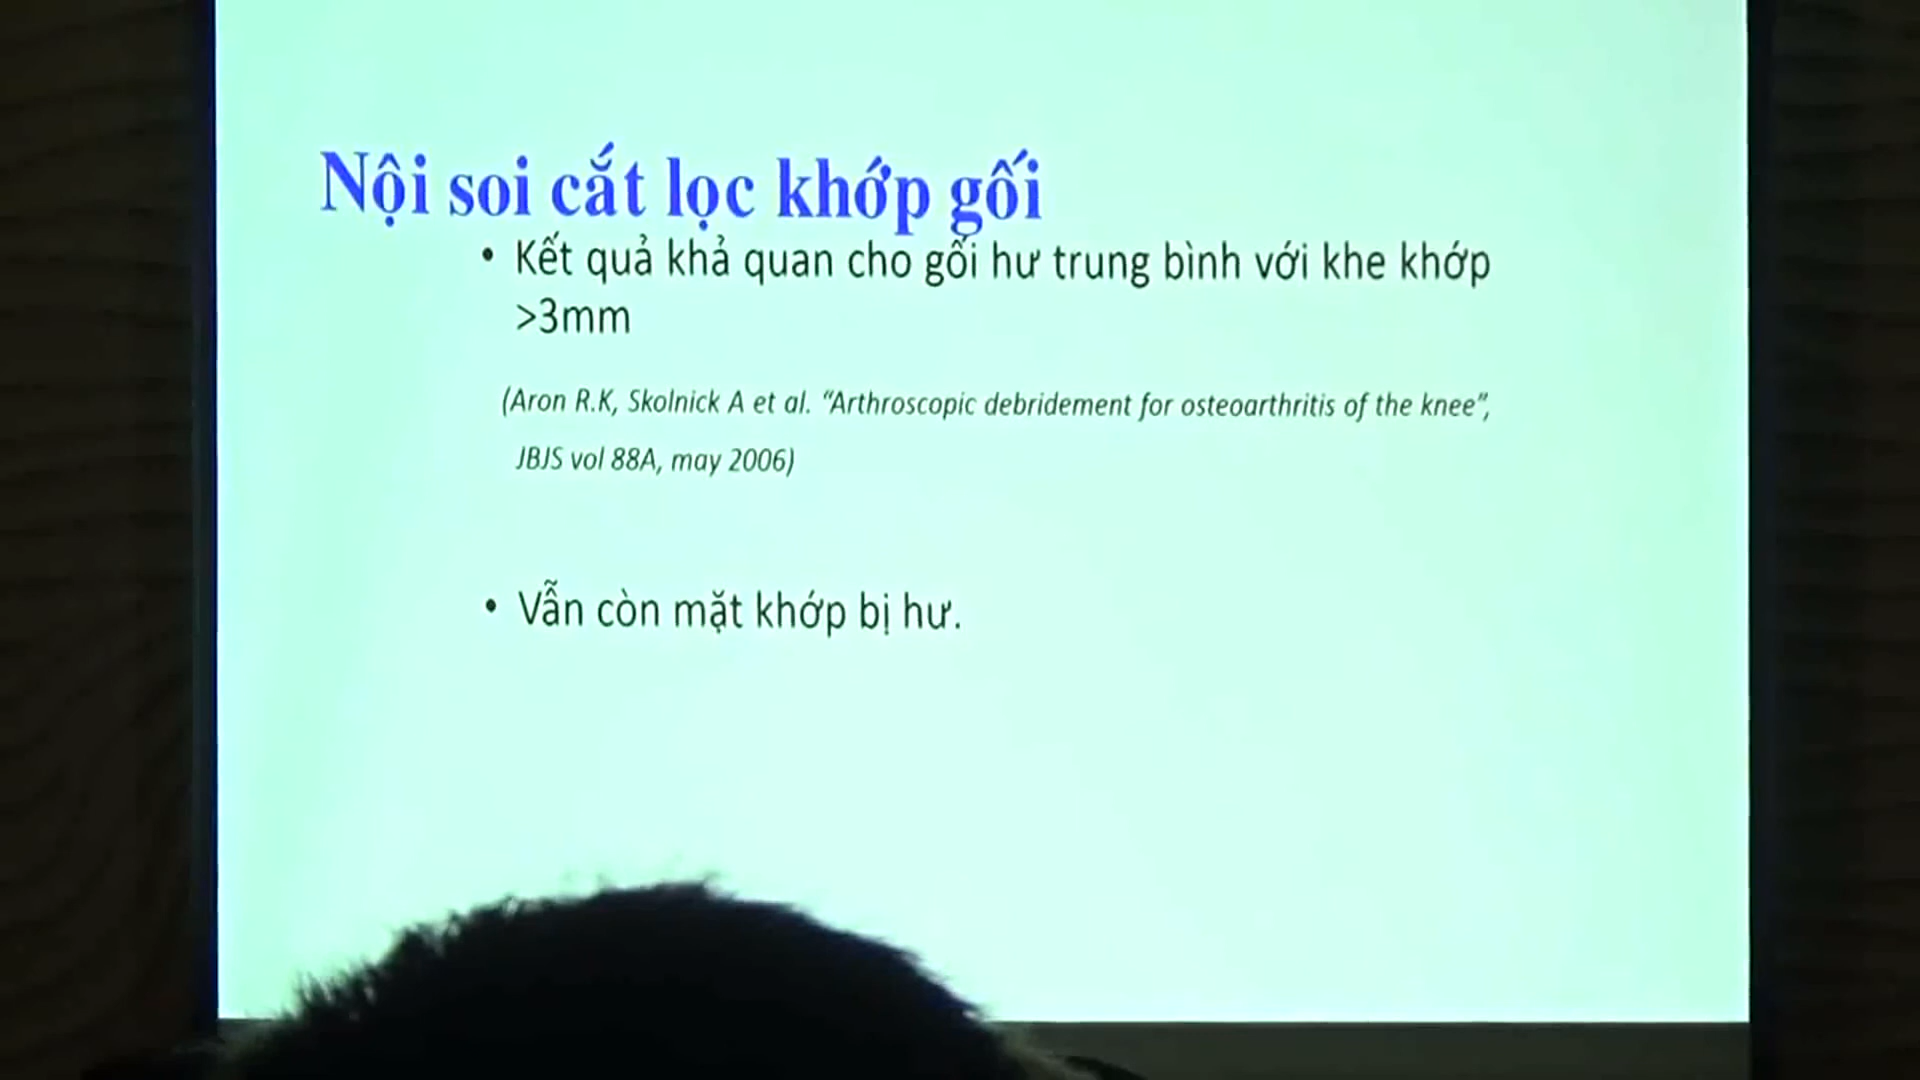 Nội soi cắt lọc khớp gối
• Kết quả khả quan cho gối hư trung bình với khe khớp
>3mm
(Aron R.K, Skolnick A et al. “Arthroscopic debridement for osteoarthritis of the knee”,
JBJS vol 88A, may 2006)
• Vẫn còn mặt khớp bị hư.